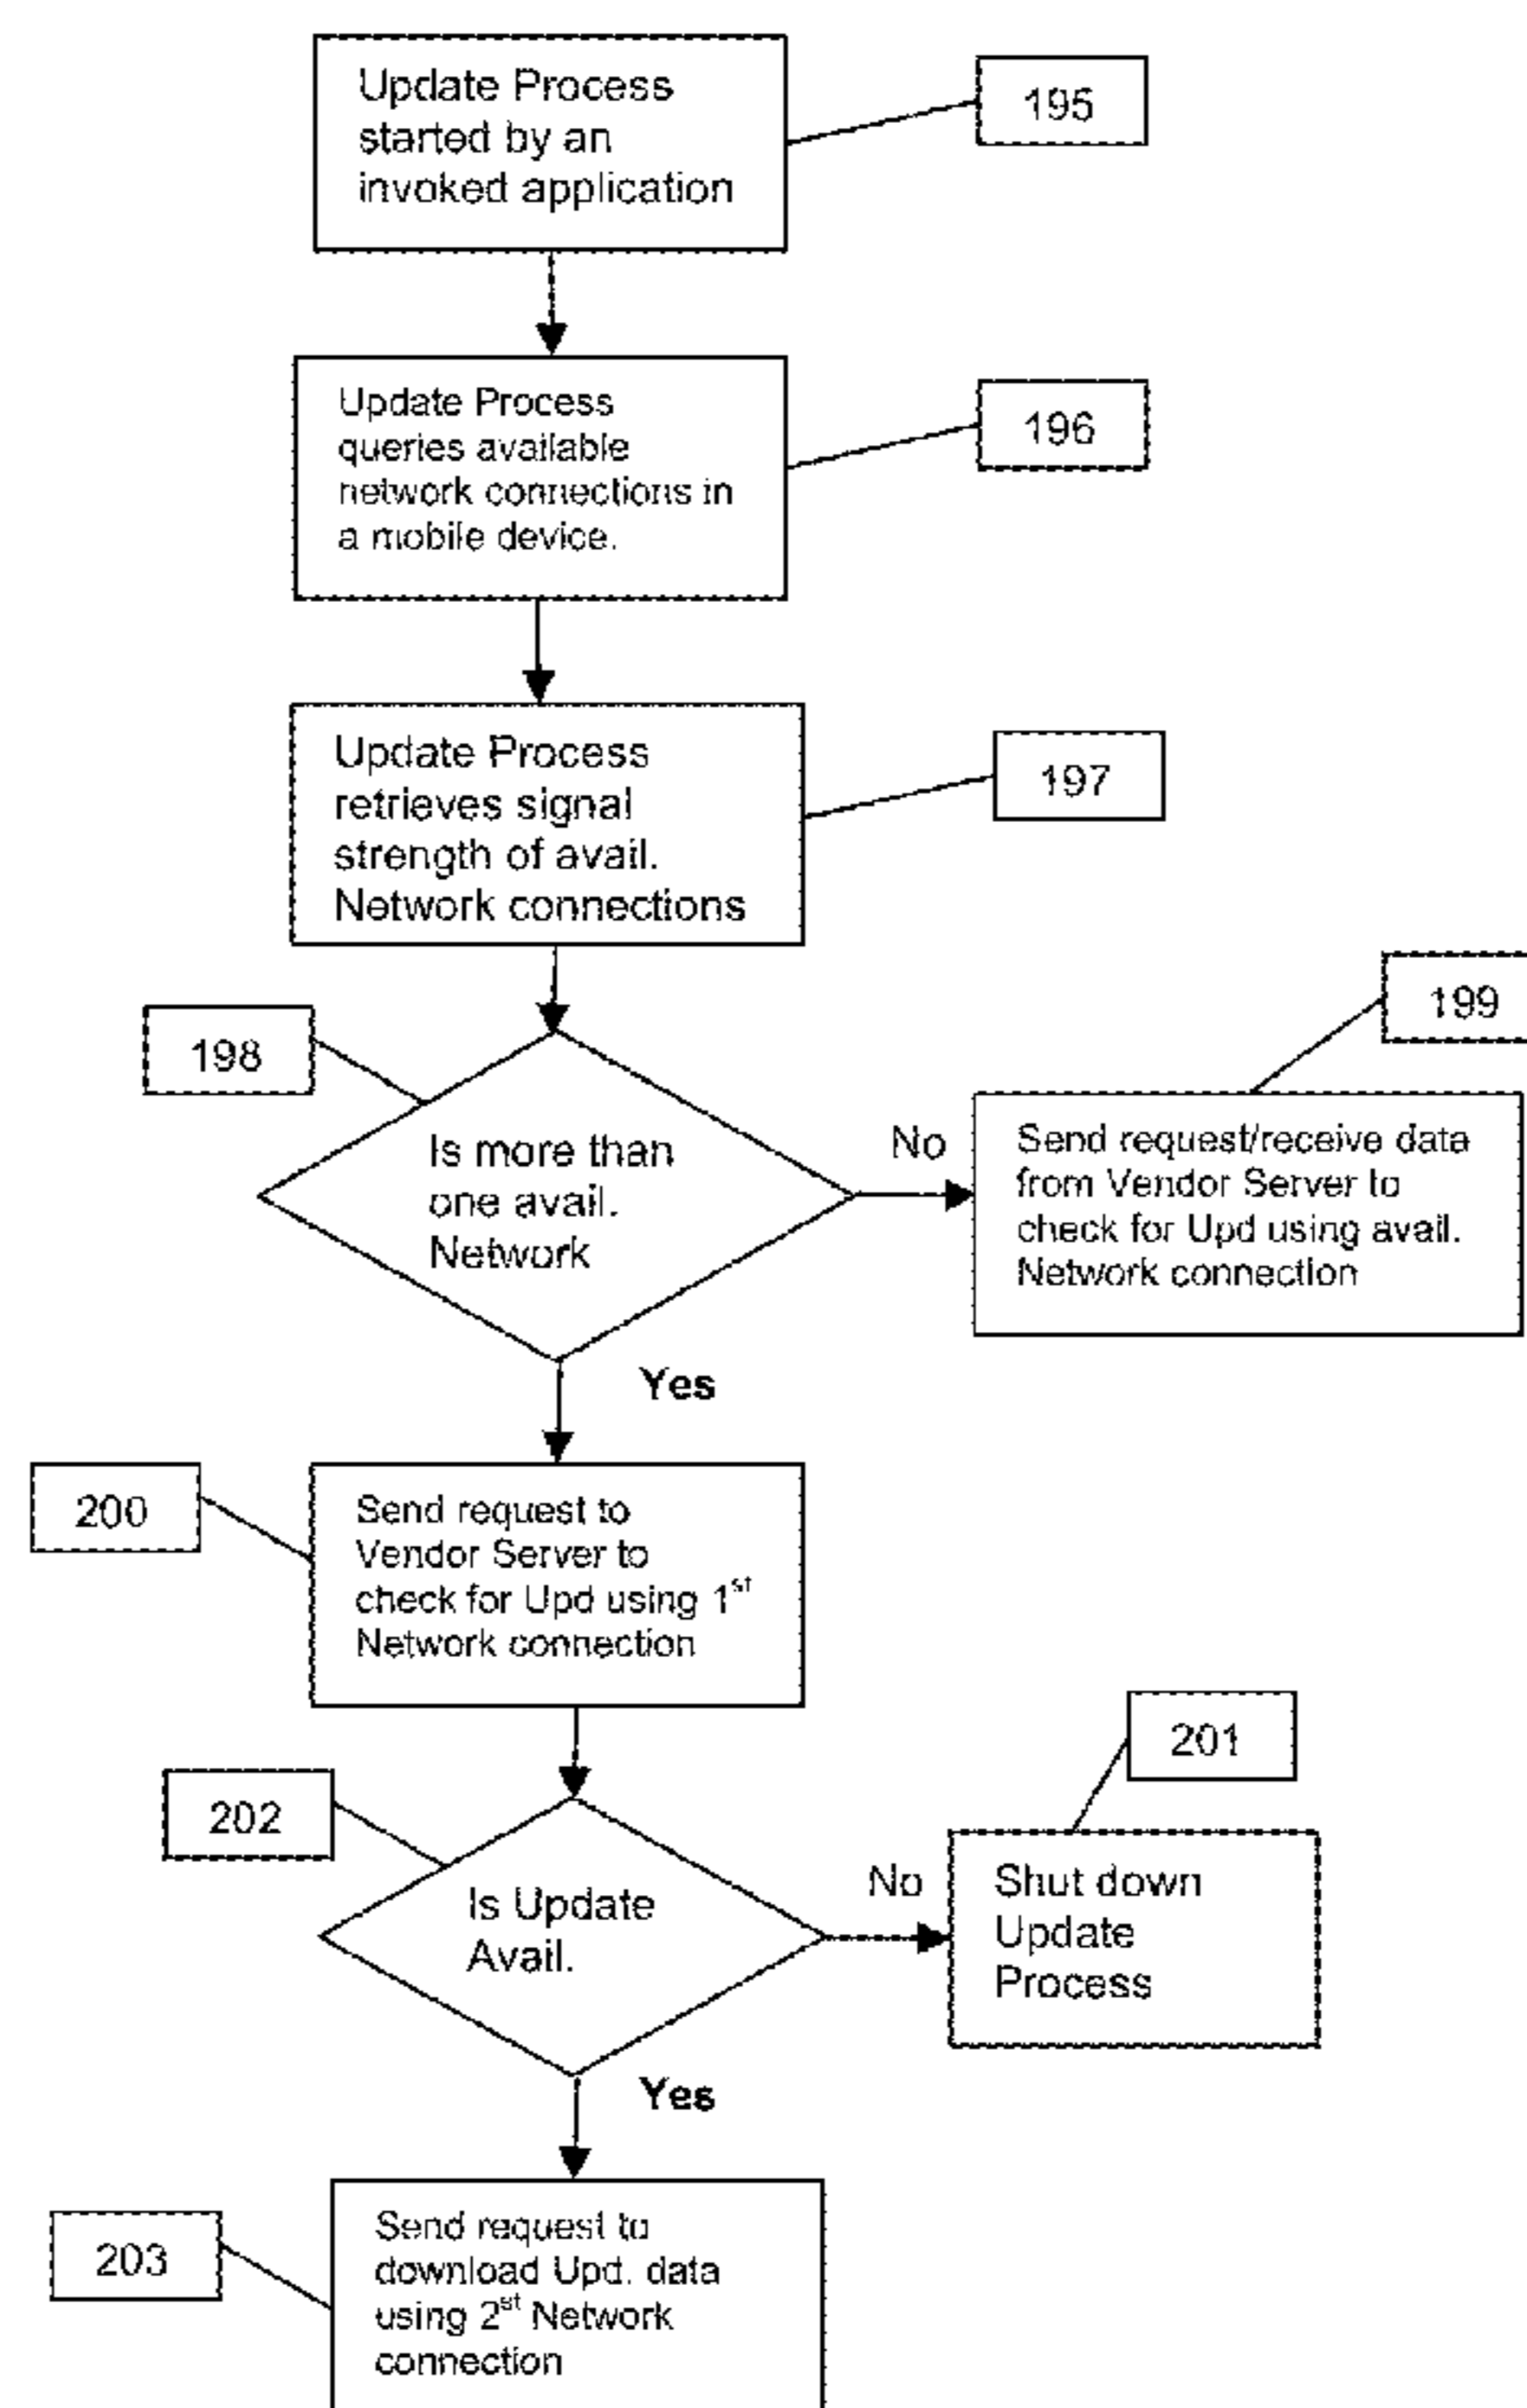 Update Process
started by an
invoked application
195
Update Process
queries available
network connections in
a mobile device.
196
Update Process
retrieves signal
strength of avail.
Network connections
197
198
Is more than
one avail.
Network
No
199
Send request/receive data
from Vendor Server to
check for Upd using avail.
Network connection
Yes
200
Send request to
Vendor Server to
check for Upd using 1st
Network connection
202
Is Update
Avail.
No
201
Shut down
Update
Process
Yes
203
Send request to
download Upd. data
using 2st Network
connection